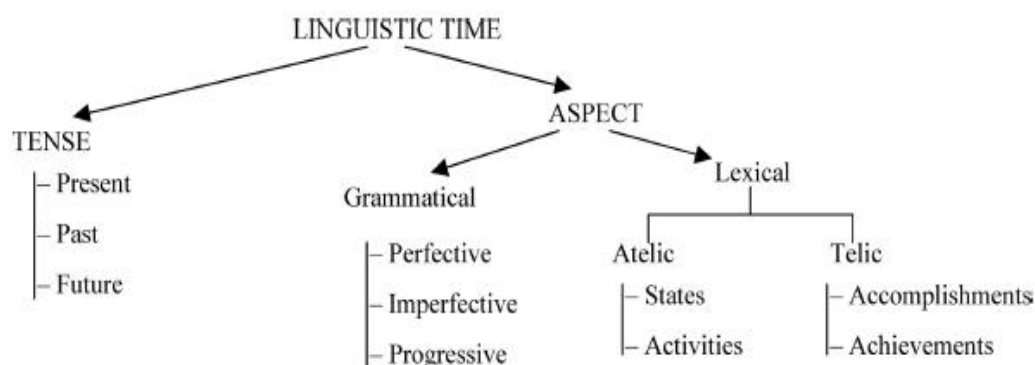 LINGUISTIC TIME
TENSE
– Present
– Past
– Future
ASPECT
Grammatical
– Perfective
– Imperfective
– Progressive
Lexical
Atelic
– States
– Activities
Telic
– Accomplishments
– Achievements